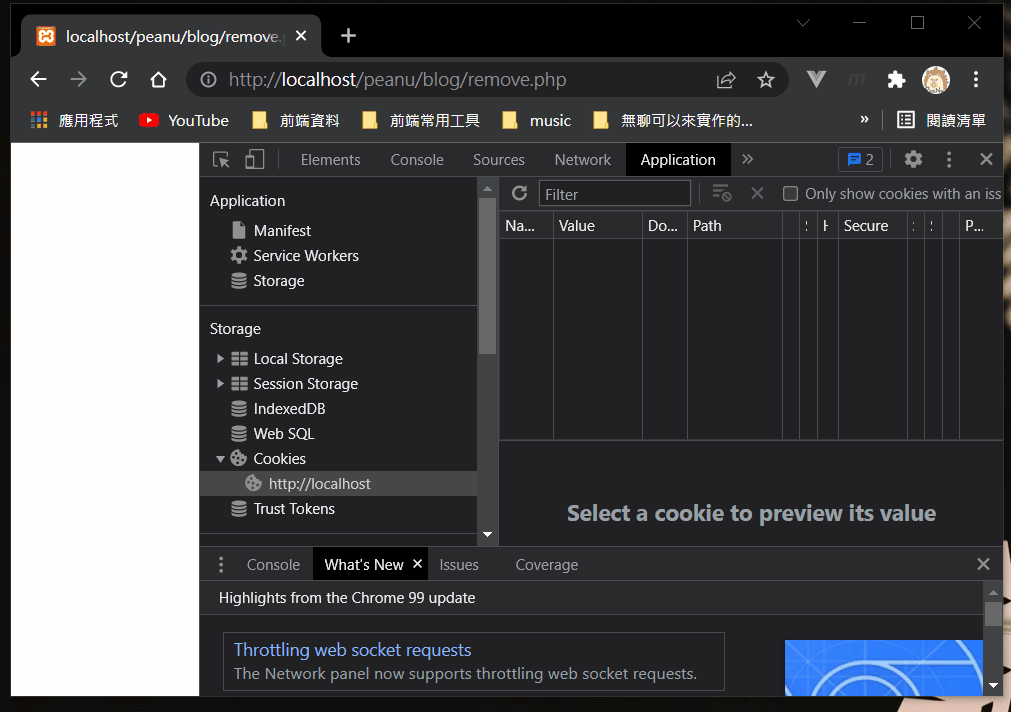 localhost/peanu/blog/remove.p
http://localhost/peanu/blog/remove.php
應用程式 YouTube 前端資料 前端常用工具 music 無聊可以來實作的... » 閱讀清單
Elements Console Sources Network Application » 2
Application
Manifest
Service Workers
Storage
Storage
Local Storage
Session Storage
IndexedDB
Web SQL
Cookies
http://localhost
Trust Tokens
Filter Only show cookies with an iss
Na... Value Do... Path Secure P...
Select a cookie to preview its value
Console What's New Issues Coverage
Highlights from the Chrome 99 update
Throttling web socket requests
The Network panel now supports throttling web socket requests.